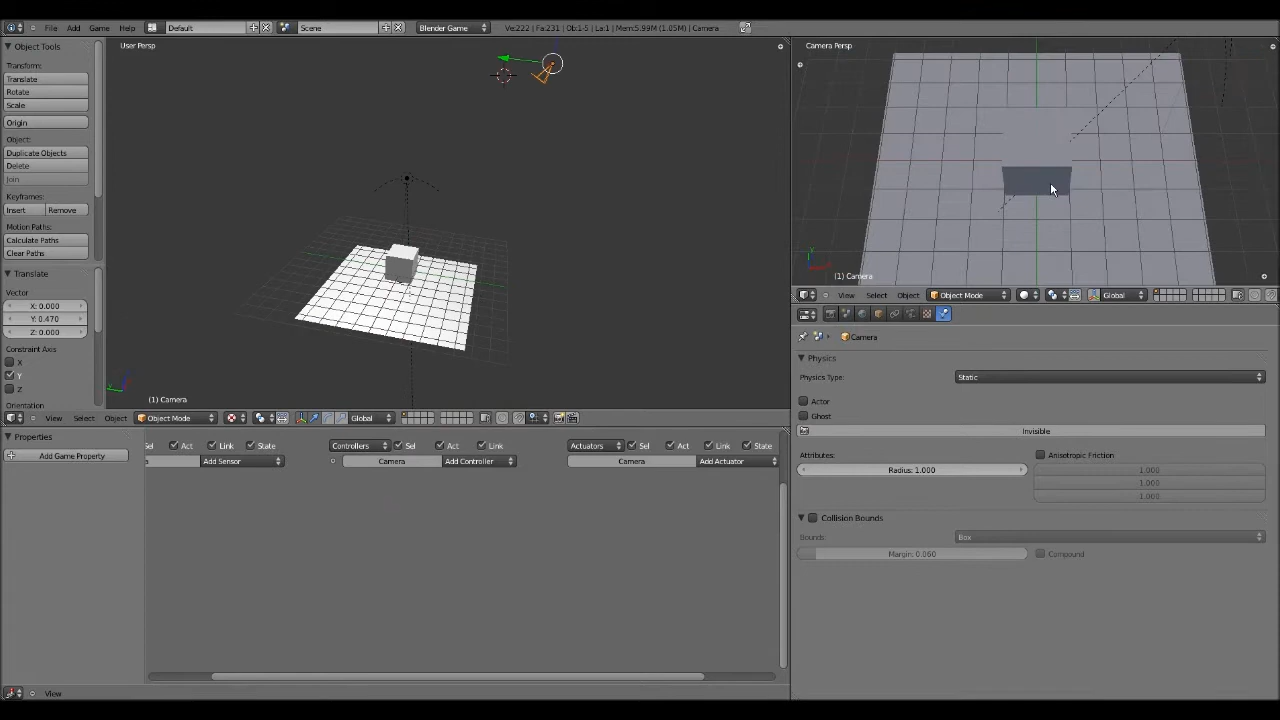 File Add Game Help Default Scene Blender Game Ve:222 | Fa:231 | Ob:1-5 | La:1 | Mem:5.99M (1.05M) | Camera
Object Tools
Transform:
Translate
Rotate
Scale
Origin
Object:
Duplicate Objects
Delete
Join
Keyframes:
Insert Remove
Motion Paths:
Calculate Paths
Clear Paths
Translate
Vector
X: 0.000
Y: 0.470
Z: 0.000
Constraint Axis
X
Y
Z
Orientation
User Persp
(1) Camera
View Select Object Object Mode Global
Camera Persp
(1) Camera
View Select Object Object Mode Global
Properties
Add Game Property
Sel Act Link State Controllers Sel Act Link Actuators Sel Act Link State
a Add Sensor Camera Add Controller Camera Add Actuator
View
Camera
Physics
Physics Type: Static
Actor
Ghost
Invisible
Attributes: Anisotropic Friction
Radius: 1.000 1.000
1.000
1.000
Collision Bounds
Bounds: Box
Margin: 0.060 Compound